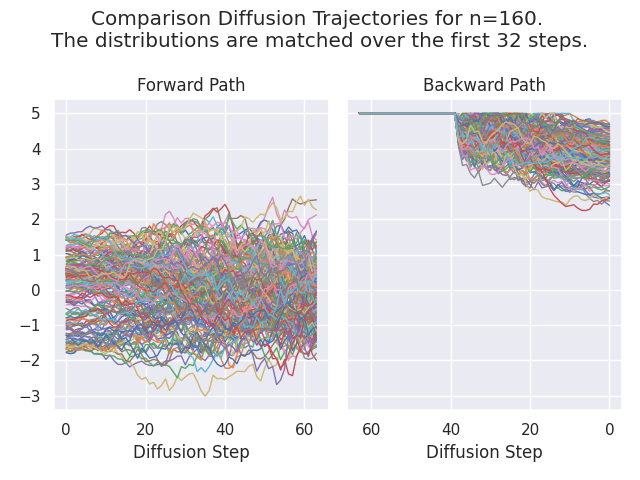 Comparison Diffusion Trajectories for n=160.
The distributions are matched over the first 32 steps.
Forward Path
Backward Path
5
4
3
2
1
0
−1
−2
−3
0 20 40 60
60 40 20 0
Diffusion Step
Diffusion Step